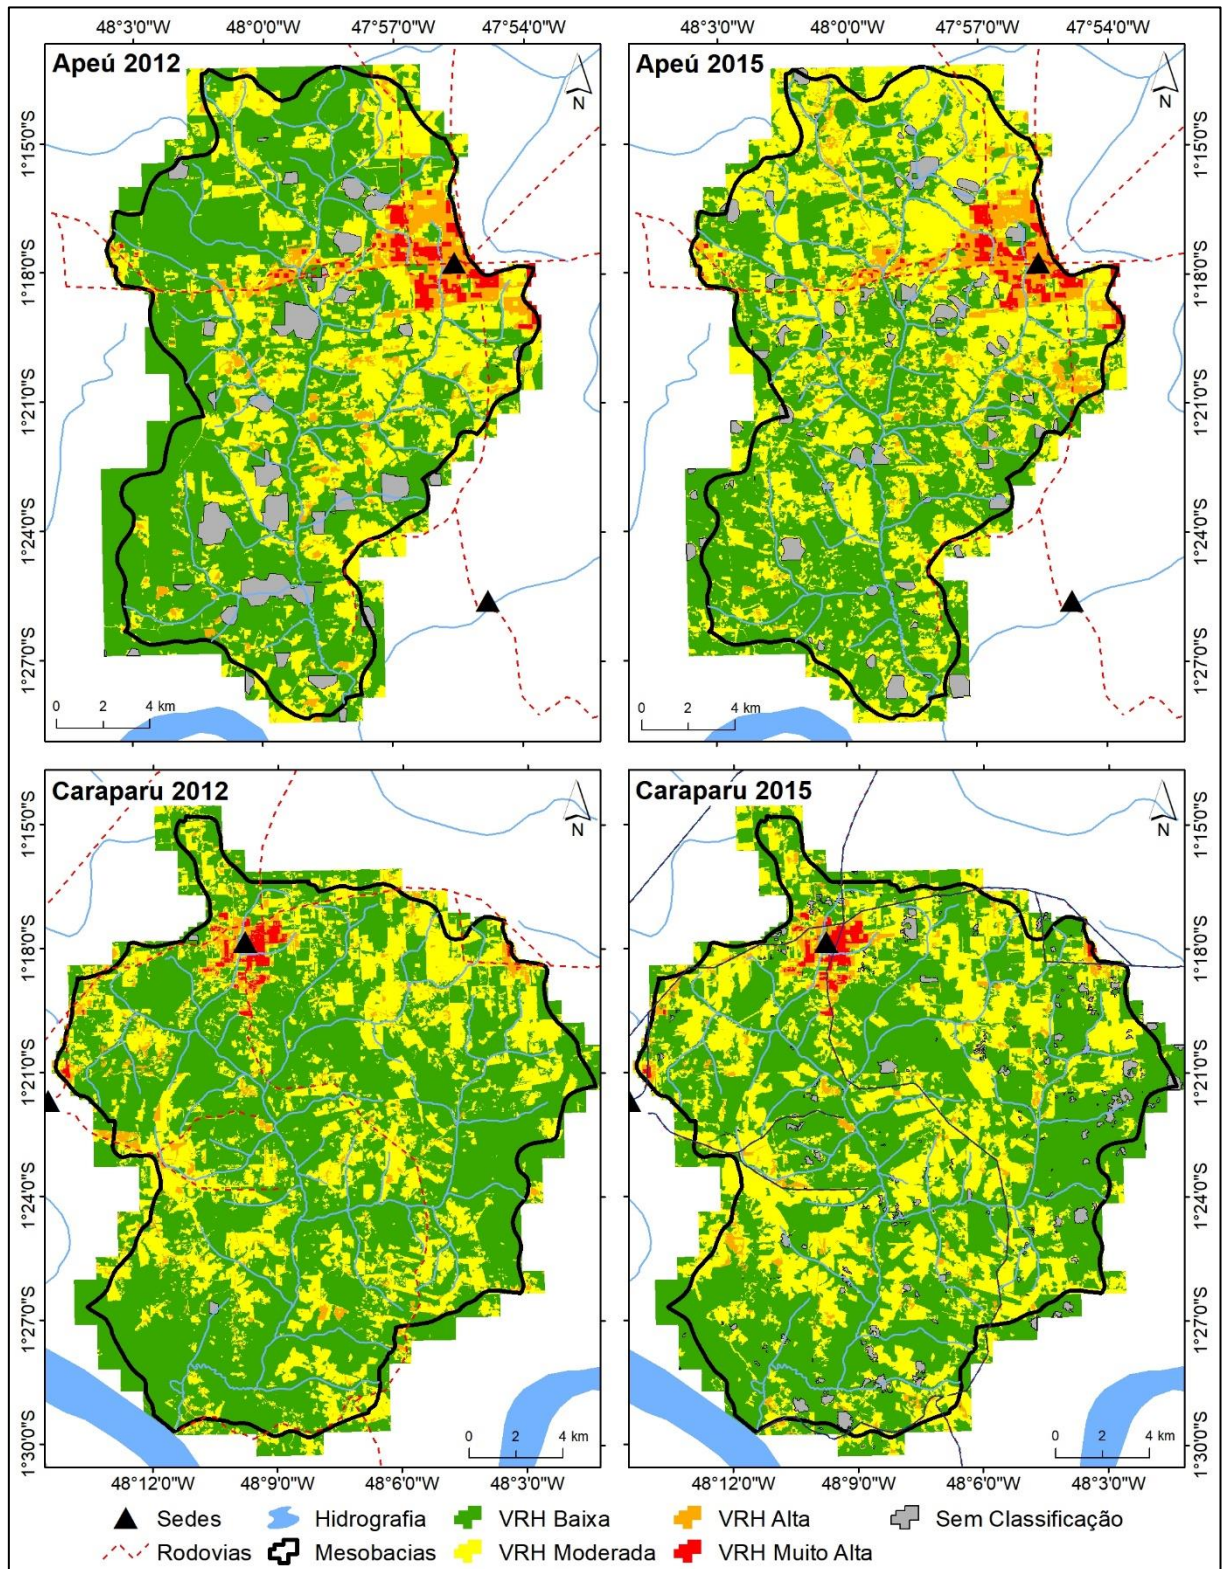 48°3'0"W 48°0'0"W 47°57'0"W 47°54'0"W 48°3'0"W 48°0'0"W 47°57'0"W 47°54'0"W
Apeú 2012
N
Apeú 2015
N
1°15'0"S
1°18'0"S
1°21'0"S
1°24'0"S
1°27'0"S
1°15'0"S
1°18'0"S
1°21'0"S
1°24'0"S
1°27'0"S
0 2 4 km
0 2 4 km
Caraparu 2012
N
Caraparu 2015
N
1°15'0"S
1°18'0"S
1°21'0"S
1°24'0"S
1°27'0"S
1°30'0"S
1°15'0"S
1°18'0"S
1°21'0"S
1°24'0"S
1°27'0"S
1°30'0"S
0 2 4 km
0 2 4 km
48°12'0"W 48°9'0"W 48°6'0"W 48°3'0"W 48°12'0"W 48°9'0"W 48°6'0"W 48°3'0"W
Sedes Hidrografia VRH Baixa VRH Alta Sem Classificação
Rodovias Mesobacias VRH Moderada VRH Muito Alta